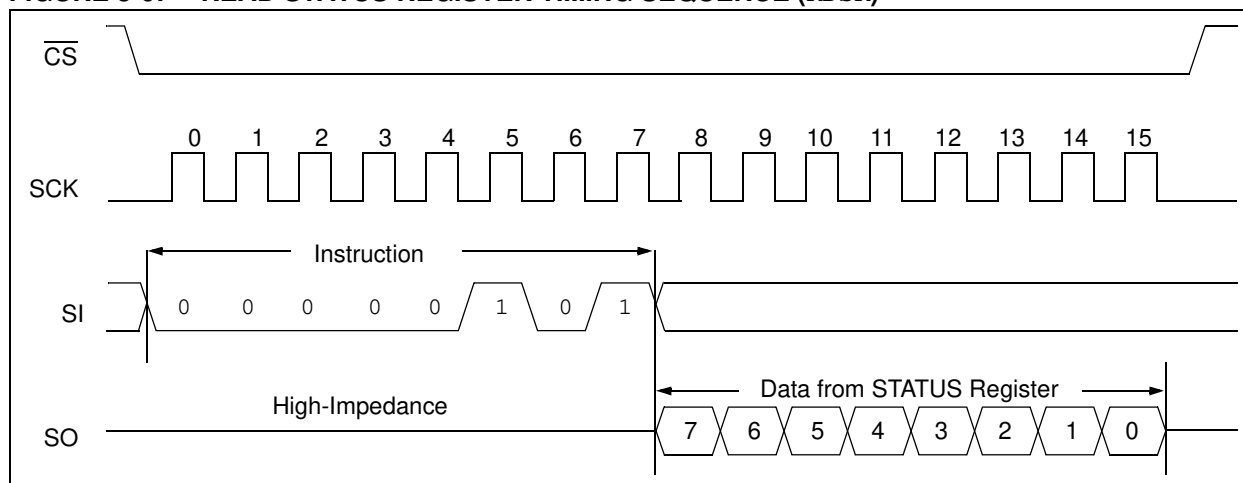 CS
0 1 2 3 4 5 6 7 8 9 10 11 12 13 14 15
SCK
Instruction
SI 0 0 0 0 0 1 0 1
Data from STATUS Register
High-Impedance
SO 7 6 5 4 3 2 1 0